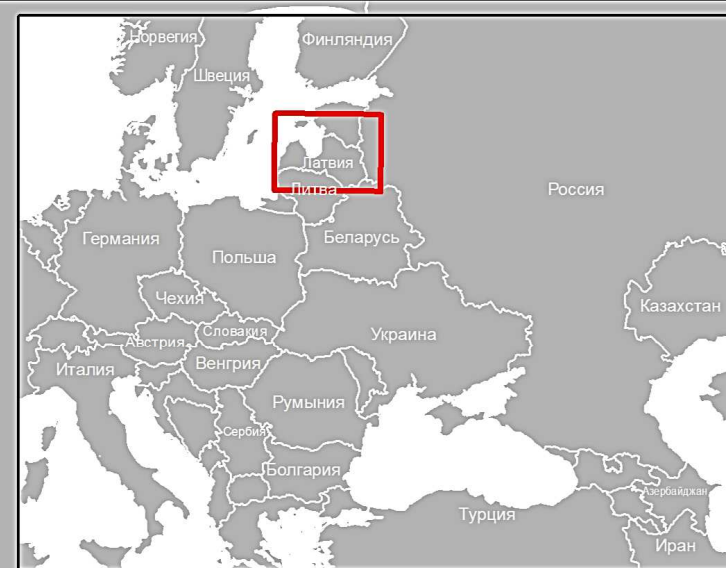 Норвегия
Финляндия
Швеция
Латвия
Литва
Россия
Германия
Беларусь
Польша
Чехия
Казахстан
Словакия
Украина
Австрия
Венгрия
Италия
Румыния
Сербия
Болгария
Азербайджан
Турция
Иран